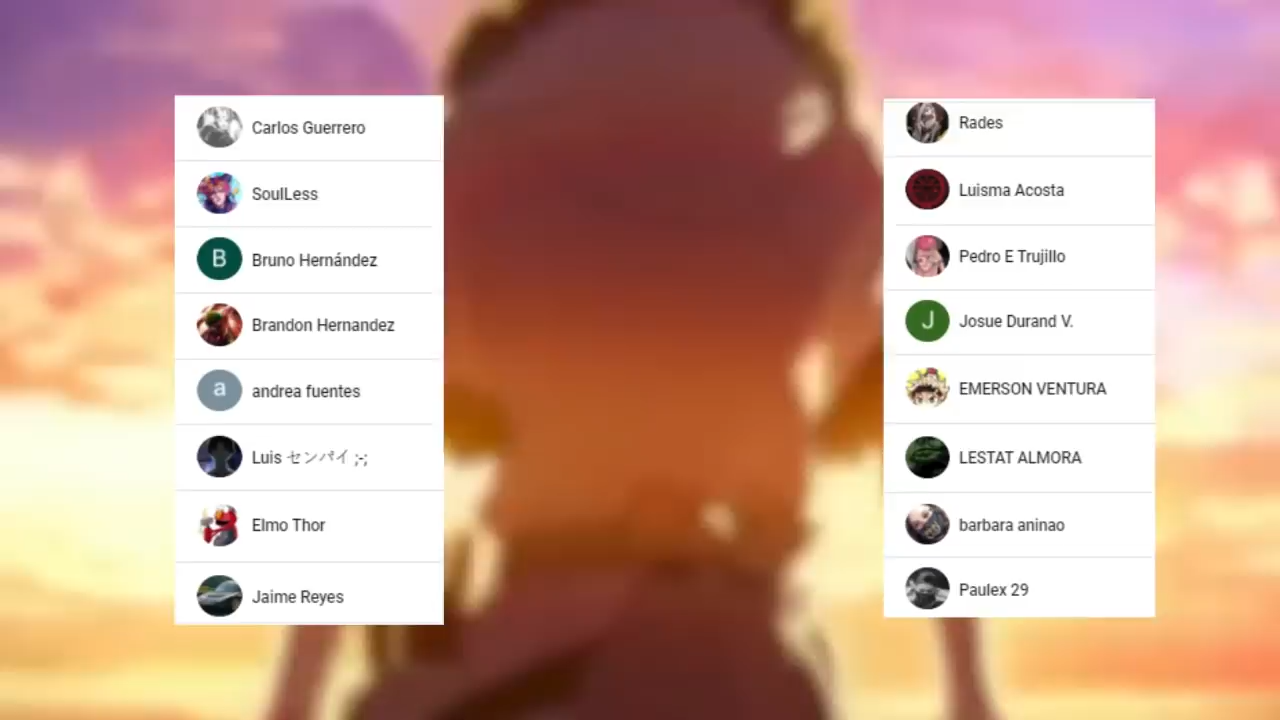 Carlos Guerrero
SoulLess
B
Bruno Hernández
Brandon Hernandez
a
andrea fuentes
Luis センパイ ;-;
Elmo Thor
Jaime Reyes
Rades
Luisma Acosta
Pedro E Trujillo
J
Josue Durand V.
EMERSON VENTURA
LESTAT ALMORA
barbara aninao
Paulex 29